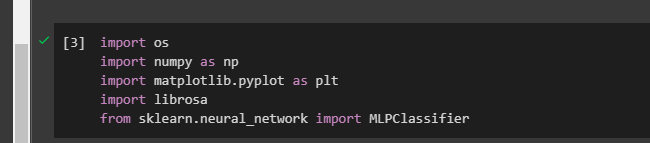 [3] import os
import numpy as np
import matplotlib.pyplot as plt
import librosa
from sklearn.neural_network import MLPClassifier